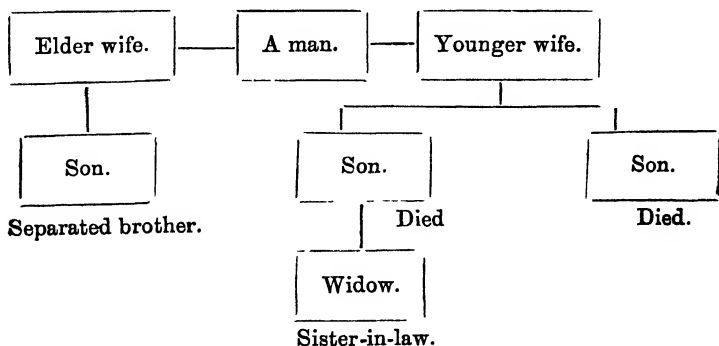 Elder wife. A man. Younger wife.
Son. Son. Son.
Separated brother. Died Died.
Widow.
Sister-in-law.